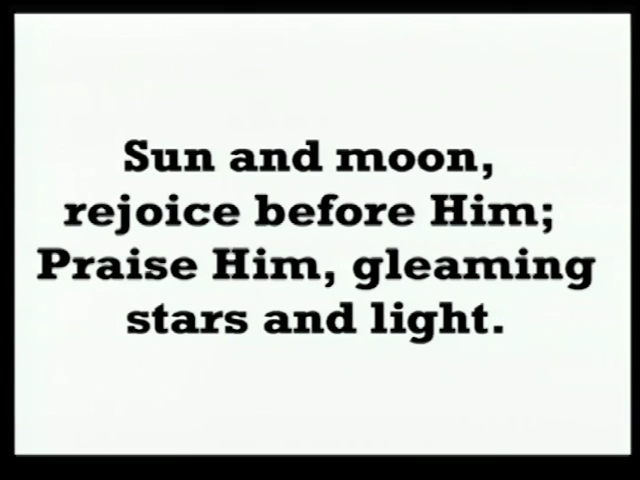 Sun and moon,
rejoice before Him;
Praise Him, gleaming
stars and light.